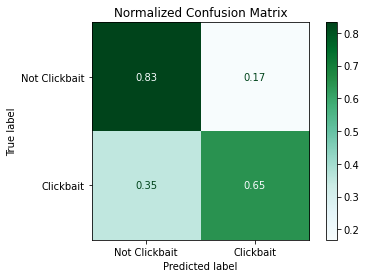 Normalized Confusion Matrix
Not Clickbait
0.83
0.17
Clickbait
0.35
0.65
Not Clickbait
Clickbait
Predicted label
True label
0.8
0.7
0.6
0.5
0.4
0.3
0.2